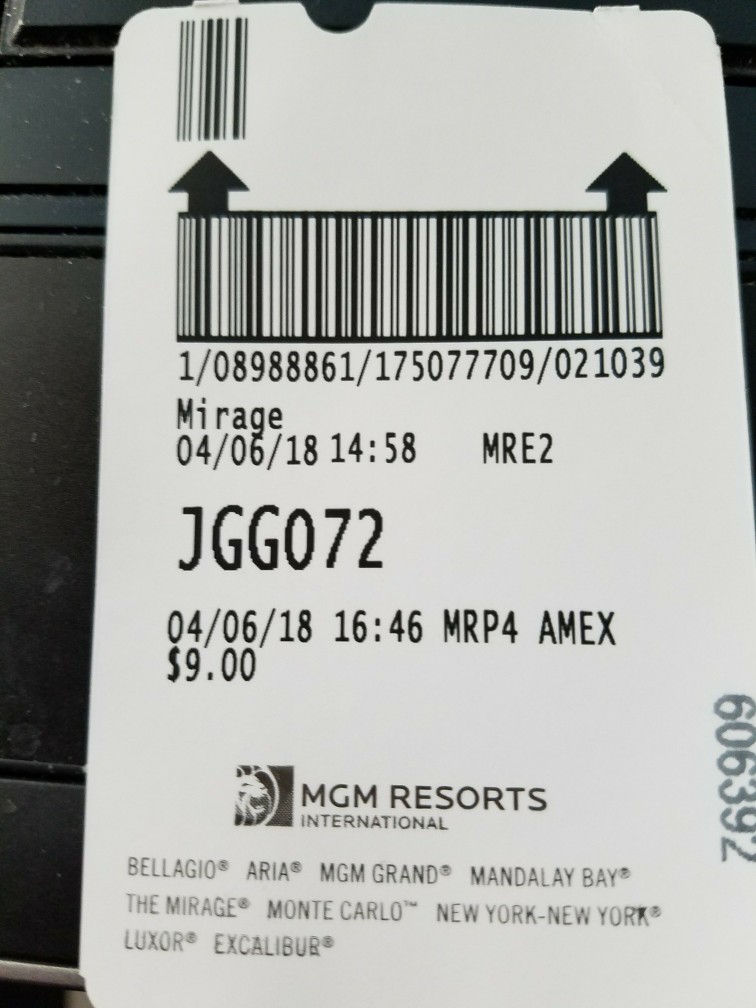 1/08988861/175077709/021039
Mirage
04/06/18 14:58 MRE2
JGG072
04/06/18 16:46 MRP4 AMEX
$9.00
606392
MGM RESORTS
INTERNATIONAL
BELLAGIO® ARIA® MGM GRAND® MANDALAY BAY®
THE MIRAGE® MONTE CARLO™ NEW YORK-NEW YORK®
LUXOR® EXCALIBUR®